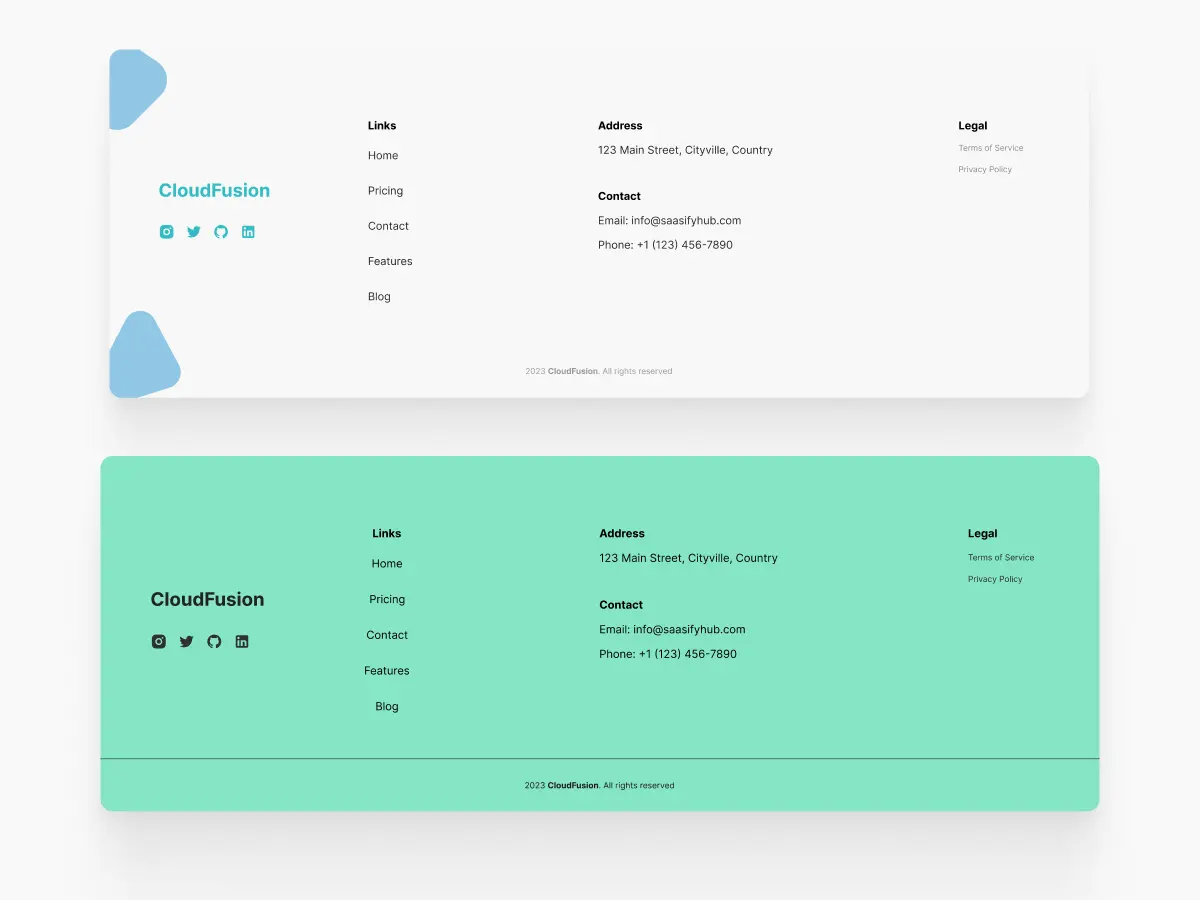 CloudFusion
Links
Home
Pricing
Contact
Features
Blog
Address
123 Main Street, Cityville, Country
Contact
Email: info@saasifyhub.com
Phone: +1 (123) 456-7890
Legal
Terms of Service
Privacy Policy
2023 CloudFusion. All rights reserved
CloudFusion
Links
Home
Pricing
Contact
Features
Blog
Address
123 Main Street, Cityville, Country
Contact
Email: info@saasifyhub.com
Phone: +1 (123) 456-7890
Legal
Terms of Service
Privacy Policy
2023 CloudFusion. All rights reserved